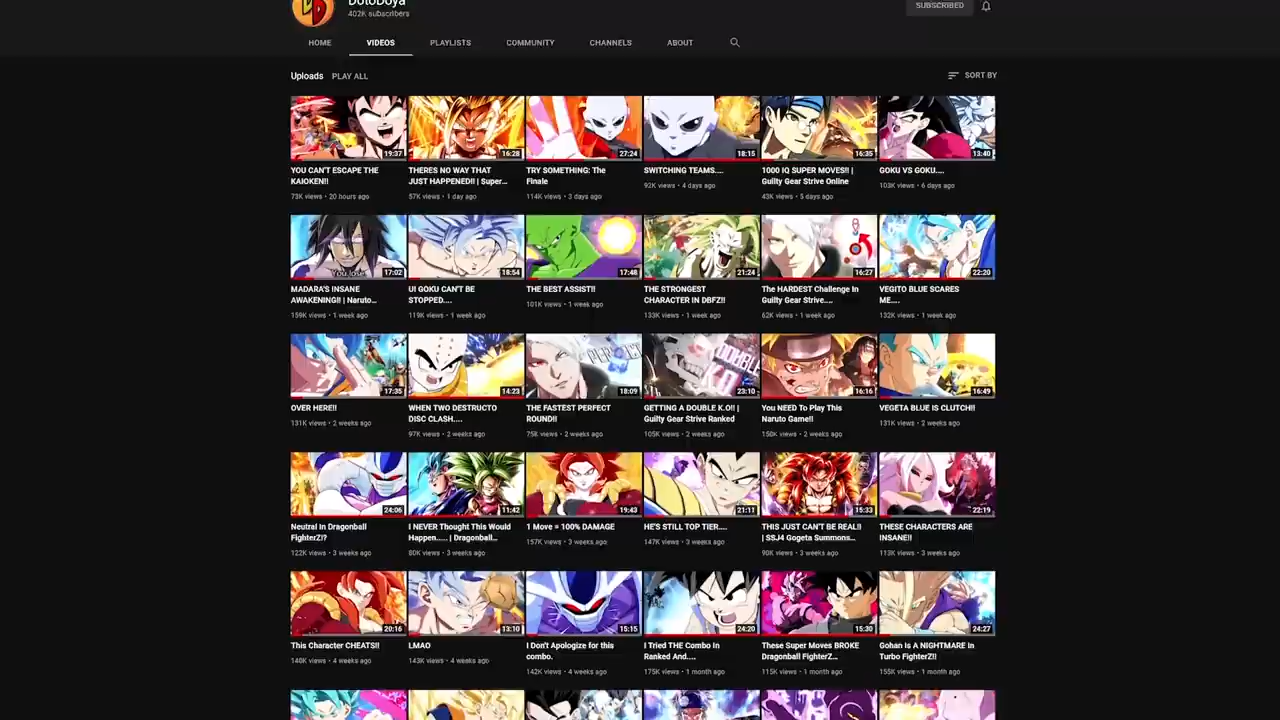 DotoDoya
402K subscribers
SUBSCRIBED
HOME VIDEOS PLAYLISTS COMMUNITY CHANNELS ABOUT
Uploads PLAY ALL SORT BY
19:37 16:28 27:24 18:15 16:35 13:40
YOU CAN'T ESCAPE THE KAIOKEN!!
73K views • 20 hours ago
THERES NO WAY THAT JUST HAPPENED!! | Super...
57K views • 1 day ago
TRY SOMETHING: The Finale
114K views • 3 days ago
SWITCHING TEAMS....
92K views • 4 days ago
1000 IQ SUPER MOVES!! | Guilty Gear Strive Online
43K views • 5 days ago
GOKU VS GOKU....
103K views • 6 days ago
You lose.
17:02 18:54 17:48 21:24 16:27 22:20
MADARA'S INSANE AWAKENING!! | Naruto...
159K views • 1 week ago
UI GOKU CAN'T BE STOPPED....
119K views • 1 week ago
THE BEST ASSIST!!
101K views • 1 week ago
THE STRONGEST CHARACTER IN DBFZ!!
133K views • 1 week ago
The HARDEST Challenge In Guilty Gear Strive....
62K views • 1 week ago
VEGITO BLUE SCARES ME....
132K views • 1 week ago
DOUBLE K.O
17:35 14:23 18:09 23:10 16:16 16:49
OVER HERE!!
131K views • 2 weeks ago
WHEN TWO DESTRUCTO DISC CLASH....
97K views • 2 weeks ago
THE FASTEST PERFECT ROUND!!
75K views • 2 weeks ago
GETTING A DOUBLE K.O!! | Guilty Gear Strive Ranked
105K views • 2 weeks ago
You NEED To Play This Naruto Game!!
150K views • 2 weeks ago
VEGETA BLUE IS CLUTCH!!
131K views • 2 weeks ago
24:06 11:42 19:43 21:11 15:33 22:19
Neutral In Dragonball FighterZ!?
122K views • 3 weeks ago
I NEVER Thought This Would Happen..... | Dragonball...
80K views • 3 weeks ago
1 Move = 100% DAMAGE
157K views • 3 weeks ago
HE'S STILL TOP TIER....
147K views • 3 weeks ago
THIS JUST CAN'T BE REAL!! | SSJ4 Gogeta Summons...
90K views • 3 weeks ago
THESE CHARACTERS ARE INSANE!!
113K views • 3 weeks ago
20:16 13:10 15:15 24:20 15:30 24:27
This Character CHEATS!!
140K views • 4 weeks ago
LMAO
143K views • 4 weeks ago
I Don't Apologize for this combo.
142K views • 4 weeks ago
I Tried THE Combo In Ranked And....
175K views • 1 month ago
These Super Moves BROKE Dragonball FighterZ...
115K views • 1 month ago
Gohan Is A NIGHTMARE In Turbo FighterZ!!
155K views • 1 month ago